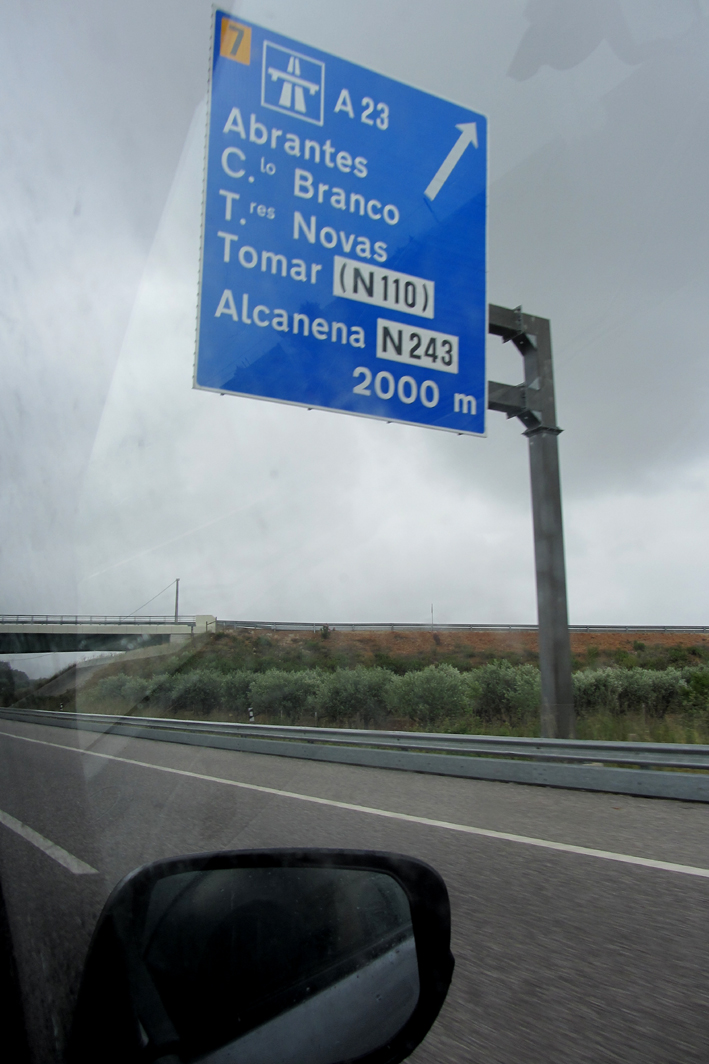 7
A 23
Abrantes
C.lo Branco
T.res Novas
Tomar (N110)
Alcanena N243
2000 m